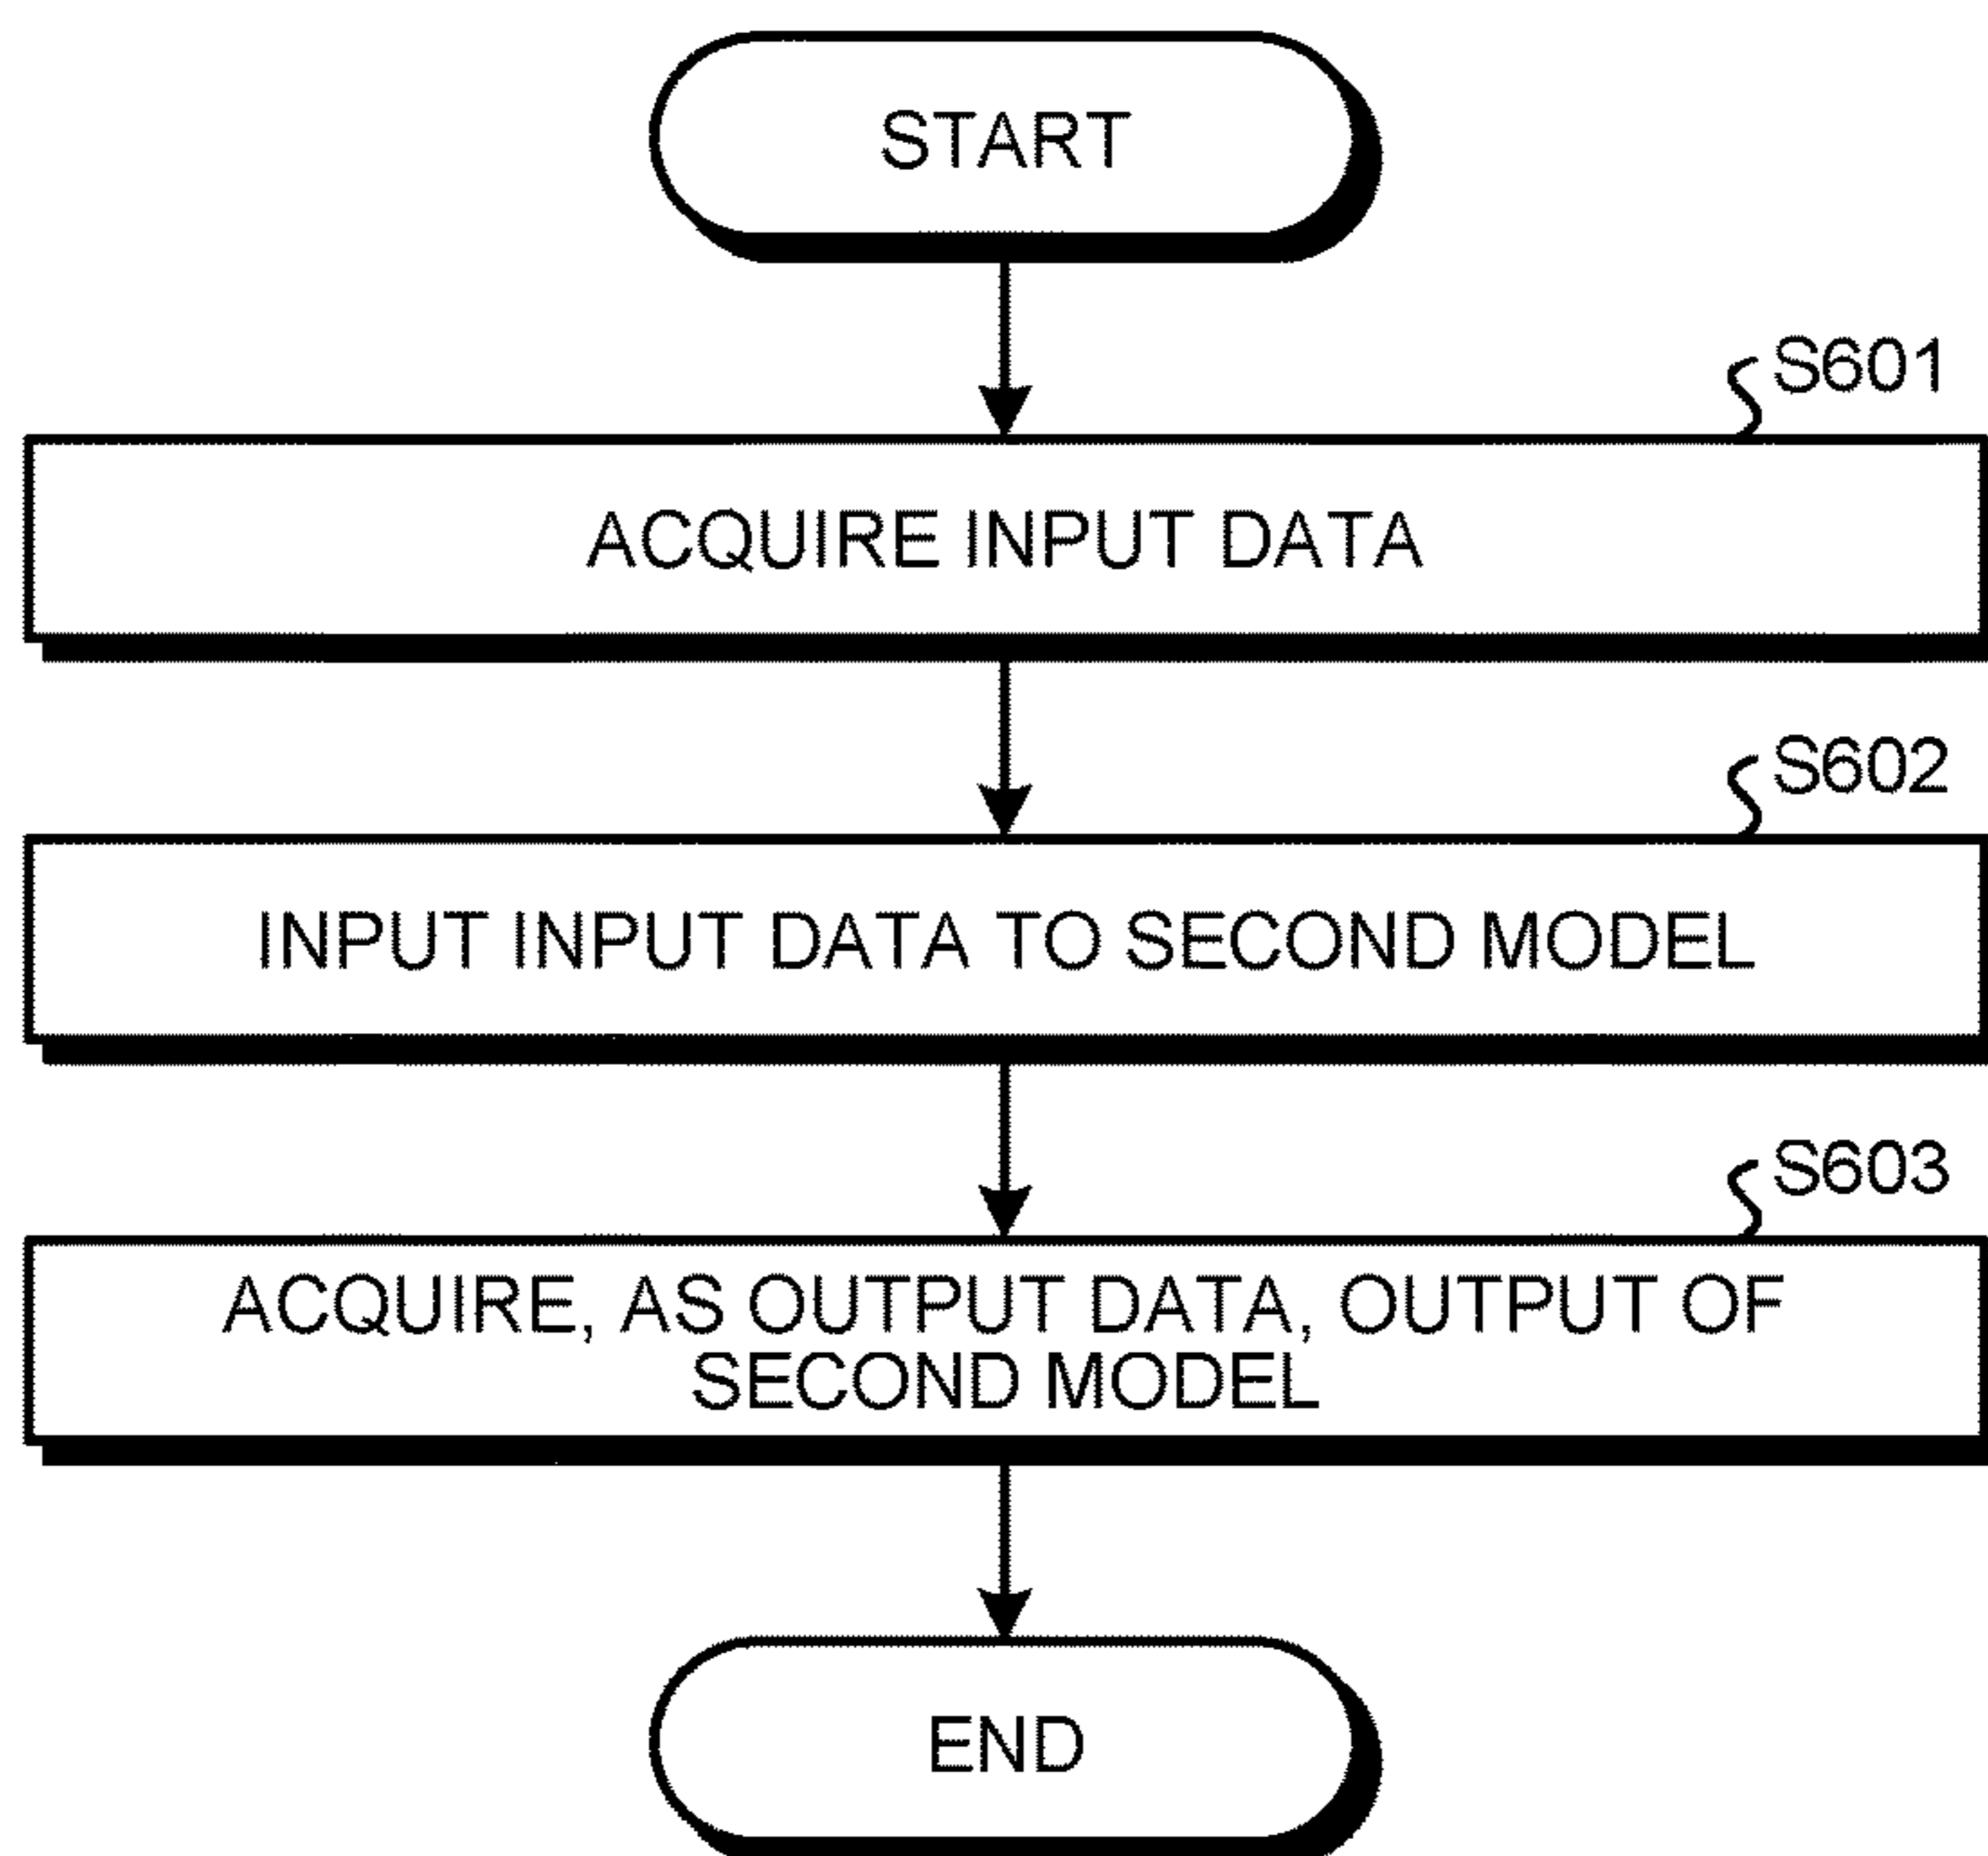 START
S601
ACQUIRE INPUT DATA
S602
INPUT INPUT DATA TO SECOND MODEL
S603
ACQUIRE, AS OUTPUT DATA, OUTPUT OF
SECOND MODEL
END